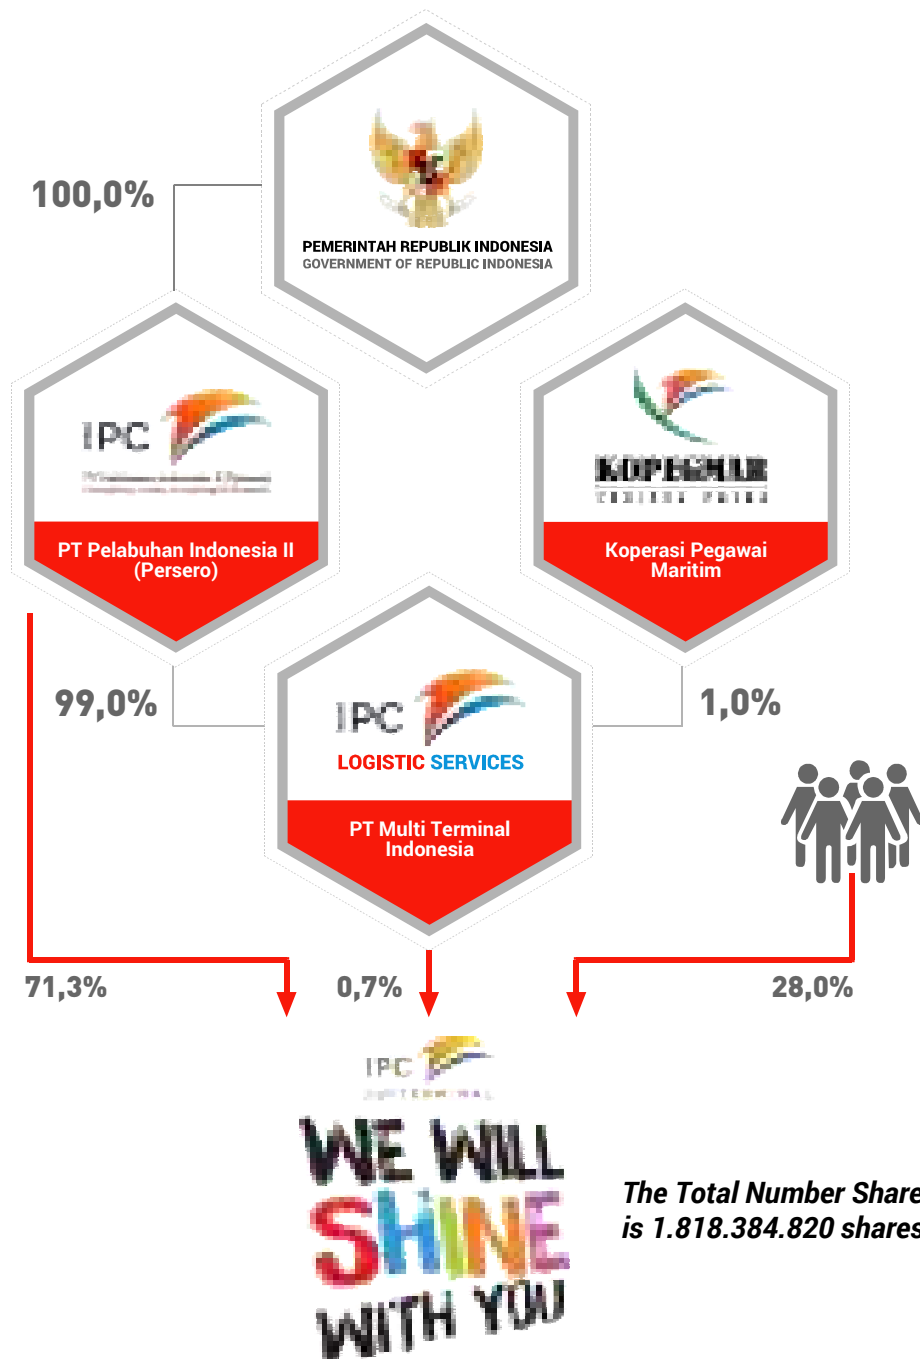 100,0%
PEMERINTAH REPUBLIK INDONESIA
GOVERNMENT OF REPUBLIC INDONESIA
IPC
KOPEGMAR
PT Pelabuhan Indonesia II
(Persero)
Koperasi Pegawai
Maritim
99,0%
1,0%
IPC
LOGISTIC SERVICES
PT Multi Terminal
Indonesia
71,3%
0,7%
28,0%
IPC
WE WILL
SHINE
WITH YOU
The Total Number Share
is 1.818.384.820 shares